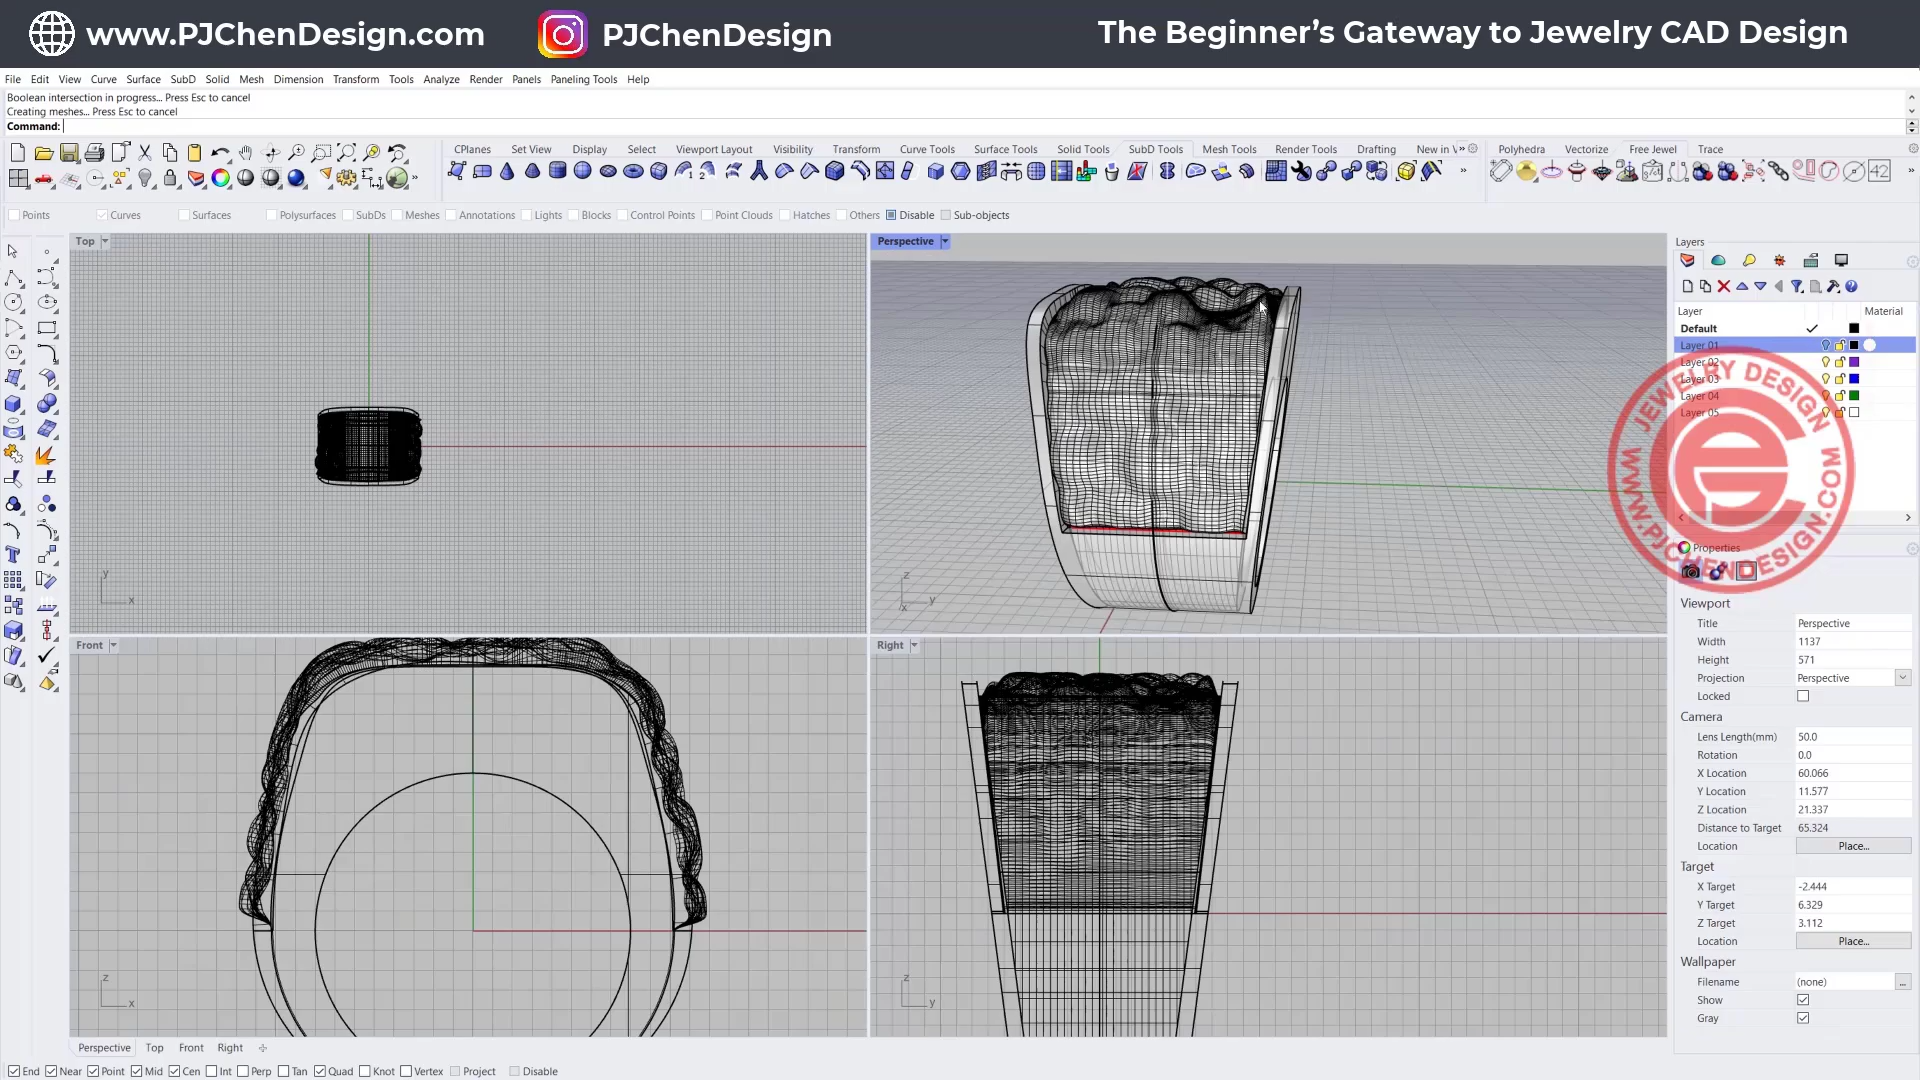 www.PJChenDesign.com PJChenDesign The Beginner’s Gateway to Jewelry CAD Design
File Edit View Curve Surface SubD Solid Mesh Dimension Transform Tools Analyze Render Panels Paneling Tools Help
Boolean intersection in progress... Press Esc to cancel
Creating meshes... Press Esc to cancel
Command:
CPlanes Set View Display Select Viewport Layout Visibility Transform Curve Tools Surface Tools Solid Tools SubD Tools Mesh Tools Render Tools Drafting New in V Polyhedra Vectorize Free Jewel Trace
Points Curves Surfaces Polysurfaces SubDs Meshes Annotations Lights Blocks Control Points Point Clouds Hatches Others Disable Sub-objects
Top
Perspective
Front
Right
z
x
y
x
z
y
z
x
z
y
Layers
Layer Material
Default
Layer 01
Layer 02
Layer 03
Layer 04
Layer 05
JEWELRY DESIGN
WWW.PJCHENDESIGN.COM
Properties
Viewport
Title Perspective
Width 1137
Height 571
Projection Perspective
Locked
Camera
Lens Length(mm) 50.0
Rotation 0.0
X Location 60.066
Y Location 11.577
Z Location 21.337
Distance to Target 65.324
Location Place...
Target
X Target -2.444
Y Target 6.329
Z Target 3.112
Location Place...
Wallpaper
Filename (none) ...
Show
Gray
Perspective Top Front Right
End Near Point Mid Cen Int Perp Tan Quad Knot Vertex Project Disable